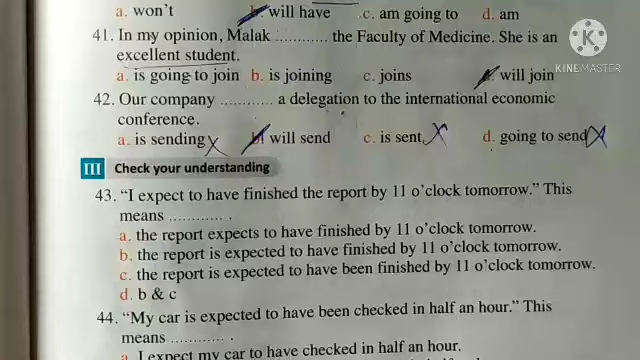 a. won't b. will have c. am going to d. am
41. In my opinion, Malak ............ the Faculty of Medicine. She is an
excellent student.
a. is going to join b. is joining c. joins d. will join
KINEMASTER
42. Our company ............ a delegation to the international economic
conference.
a. is sending b. will send c. is sent d. going to send
III Check your understanding
43. “I expect to have finished the report by 11 o'clock tomorrow.” This
means ............ .
a. the report expects to have finished by 11 o'clock tomorrow.
b. the report is expected to have finished by 11 o'clock tomorrow.
c. the report is expected to have been finished by 11 o'clock tomorrow.
d. b & c
44. “My car is expected to have been checked in half an hour.” This
means ............ .
a. I expect my car to have checked in half an hour.